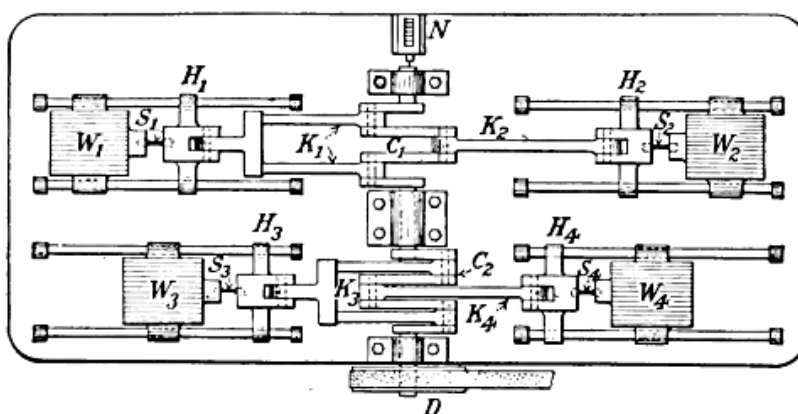 N
H₁ H₂
S₁ S₂
W₁ K₁ C₁ K₂ W₂
H₃ H₄
S₃ C₂ S₄
W₃ K₃ W₄
K₄
D